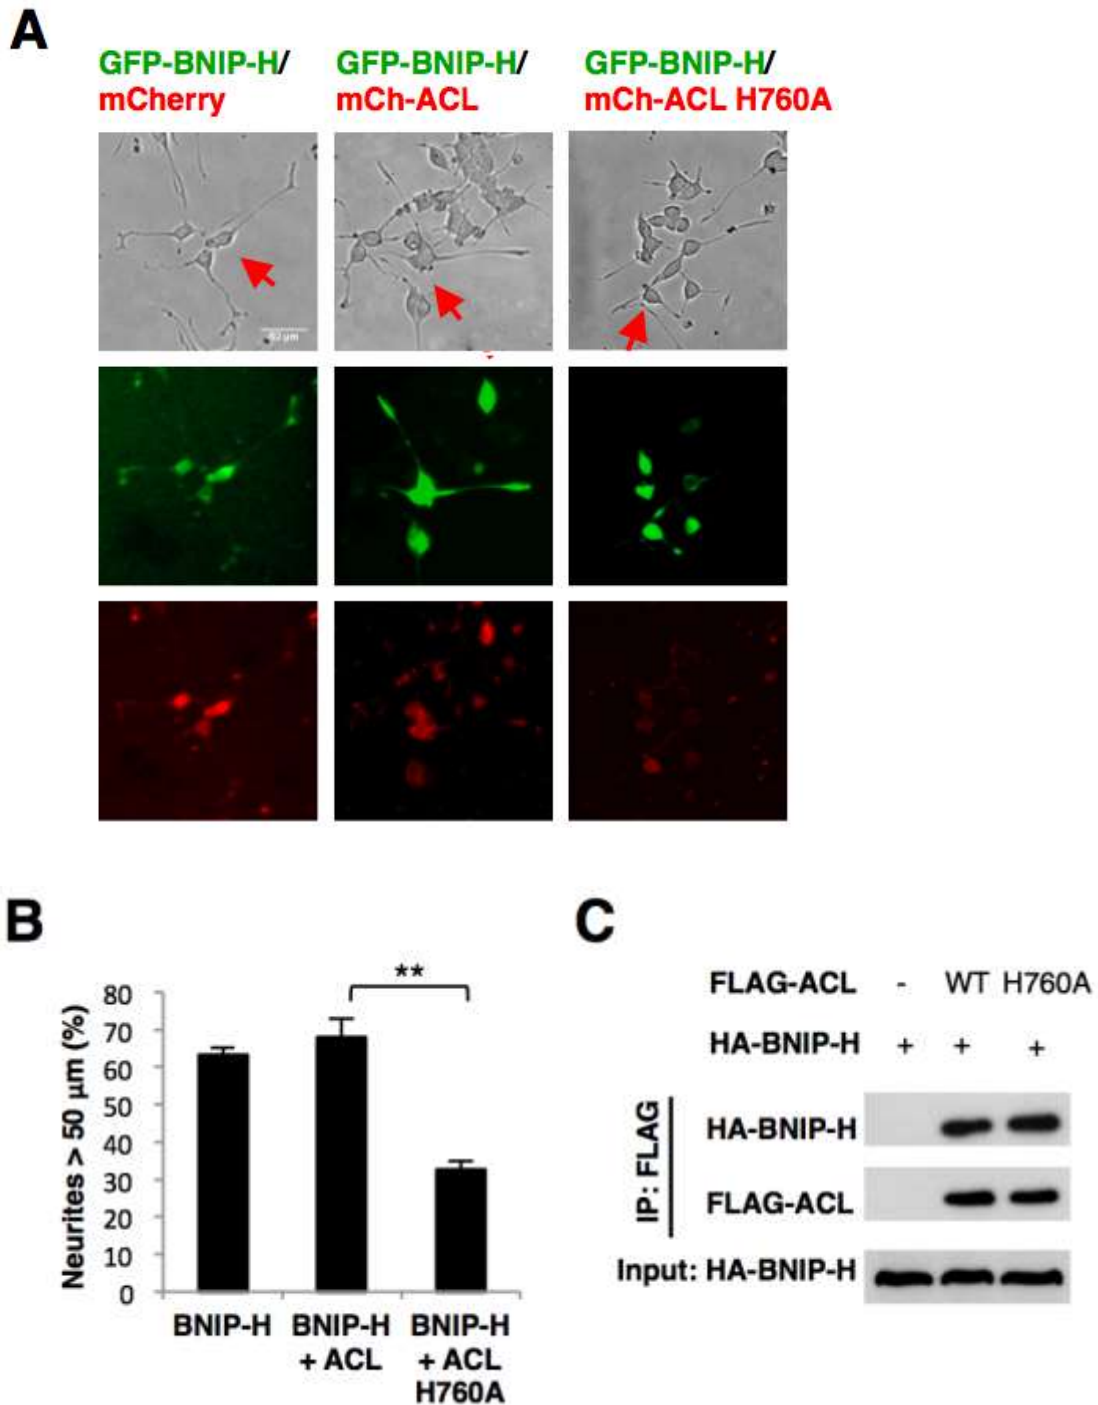 A
GFP-BNIP-H/
mCherry
GFP-BNIP-H/
mCh-ACL
GFP-BNIP-H/
mCh-ACL H760A
B
**
Neurites > 50 µm (%)
80
70
60
50
40
30
20
10
0
BNIP-H
BNIP-H
+ ACL
BNIP-H
+ ACL
H760A
C
FLAG-ACL - WT H760A
HA-BNIP-H + + +
IP: FLAG
HA-BNIP-H
FLAG-ACL
Input: HA-BNIP-H